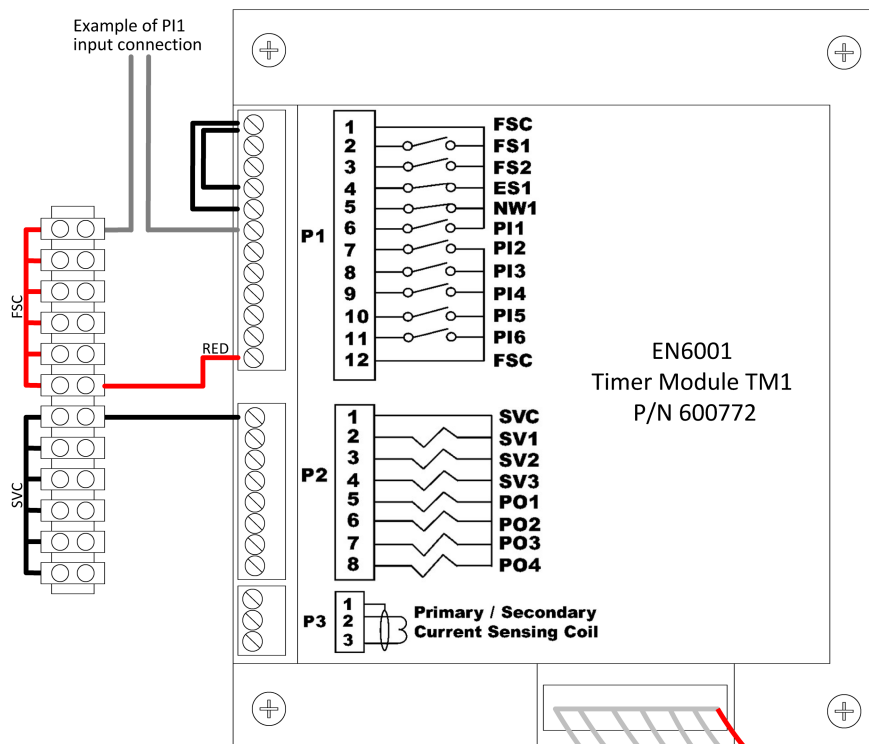 Example of PI1
input connection
FSC
RED
SVC
P1
1 FSC
2 FS1
3 FS2
4 ES1
5 NW1
6 PI1
7 PI2
8 PI3
9 PI4
10 PI5
11 PI6
12 FSC
P2
1 SVC
2 SV1
3 SV2
4 SV3
5 PO1
6 PO2
7 PO3
8 PO4
P3
1
2
3
Primary / Secondary
Current Sensing Coil
EN6001
Timer Module TM1
P/N 600772